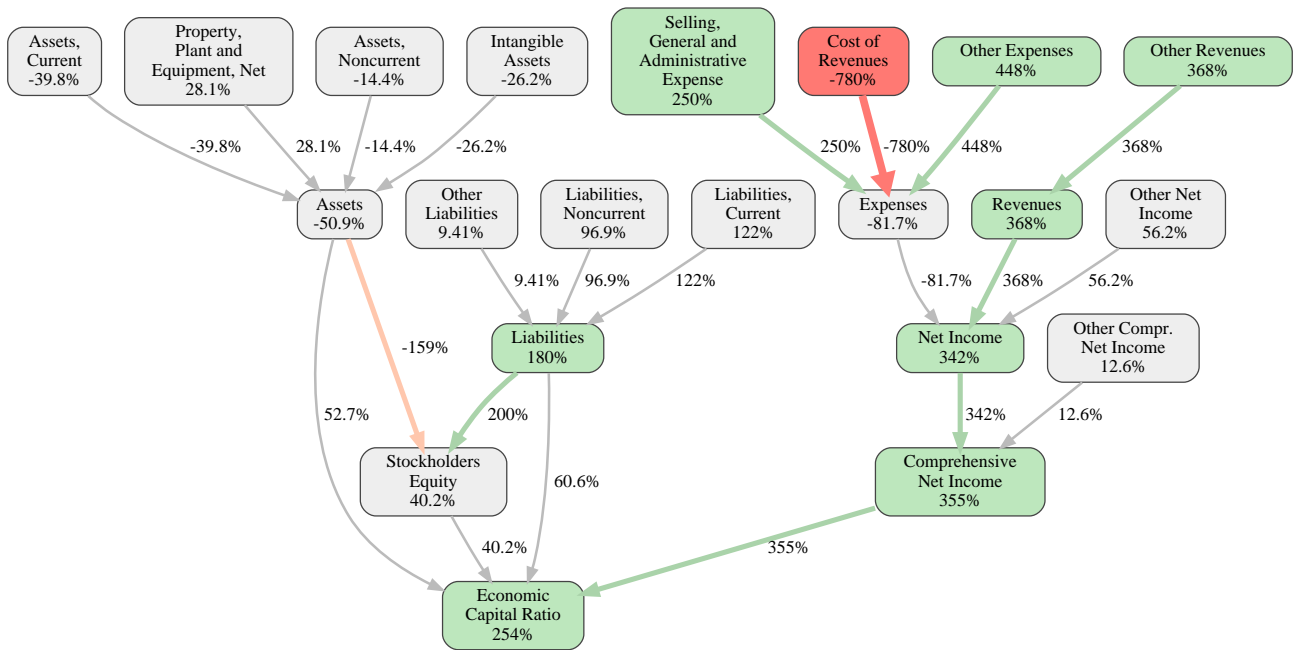 Assets,
Current
-39.8%
Property,
Plant and
Equipment, Net
28.1%
Assets,
Noncurrent
-14.4%
Intangible
Assets
-26.2%
Selling,
General and
Administrative
Expense
250%
Cost of
Revenues
-780%
Other Expenses
448%
Other Revenues
368%
-39.8%
28.1%
-14.4%
-26.2%
250%
-780%
448%
368%
Assets
-50.9%
Other
Liabilities
9.41%
Liabilities,
Noncurrent
96.9%
Liabilities,
Current
122%
Expenses
-81.7%
Revenues
368%
Other Net
Income
56.2%
9.41%
96.9%
122%
-81.7%
368%
56.2%
-159%
Liabilities
180%
Net Income
342%
Other Compr.
Net Income
12.6%
52.7%
200%
342%
12.6%
Stockholders
Equity
40.2%
60.6%
Comprehensive
Net Income
355%
40.2%
355%
Economic
Capital Ratio
254%